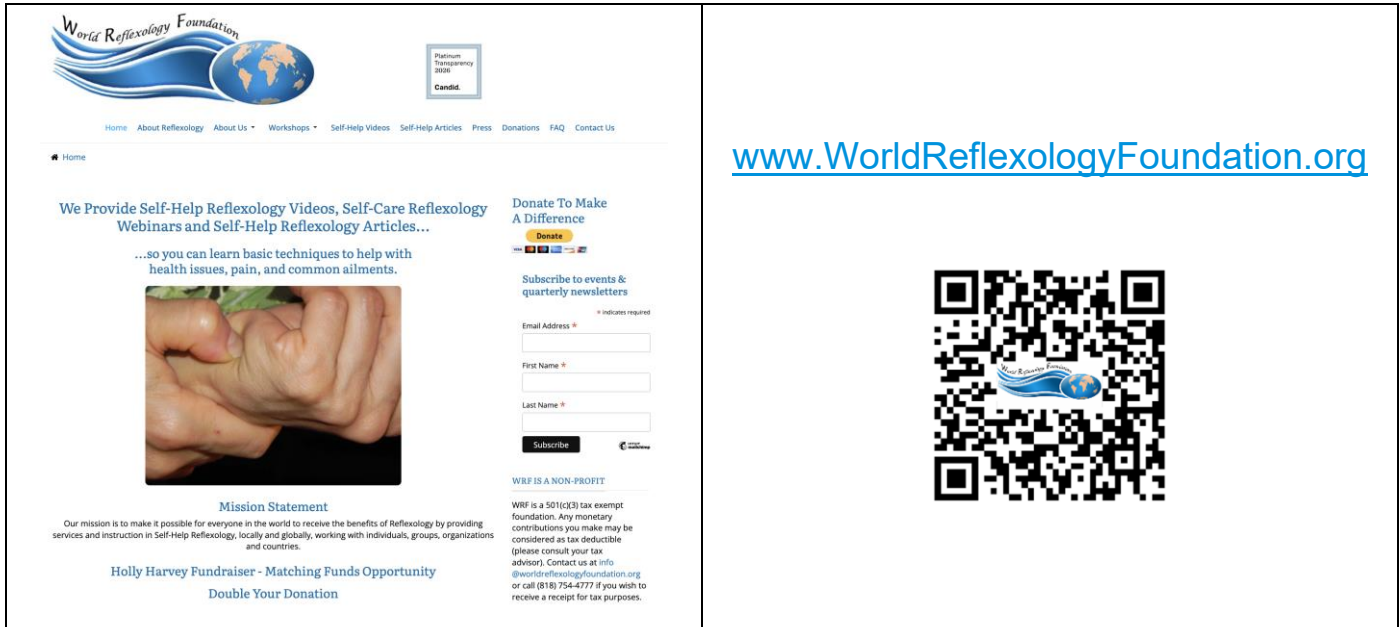 World Reflexology Foundation
Platinum
Transparency
2026
Candid.
Home About Reflexology About Us Workshops Self-Help Videos Self-Help Articles Press Donations FAQ Contact Us
Home
We Provide Self-Help Reflexology Videos, Self-Care Reflexology
Webinars and Self-Help Reflexology Articles...
...so you can learn basic techniques to help with
health issues, pain, and common ailments.
Mission Statement
Our mission is to make it possible for everyone in the world to receive the benefits of Reflexology by providing
services and instruction in Self-Help Reflexology, locally and globally, working with individuals, groups, organizations
and countries.
Holly Harvey Fundraiser - Matching Funds Opportunity
Double Your Donation
Donate To Make
A Difference
Donate
Subscribe to events &
quarterly newsletters
* indicates required
Email Address *
First Name *
Last Name *
Subscribe
WRF IS A NON-PROFIT
WRF is a 501(c)(3) tax exempt
foundation. Any monetary
contributions you make may be
considered as tax deductible
(please consult your tax
advisor). Contact us at info
@worldreflexologyfoundation.org
or call (818) 754-4777 if you wish to
receive a receipt for tax purposes.
www.WorldReflexologyFoundation.org
World Reflexology Foundation